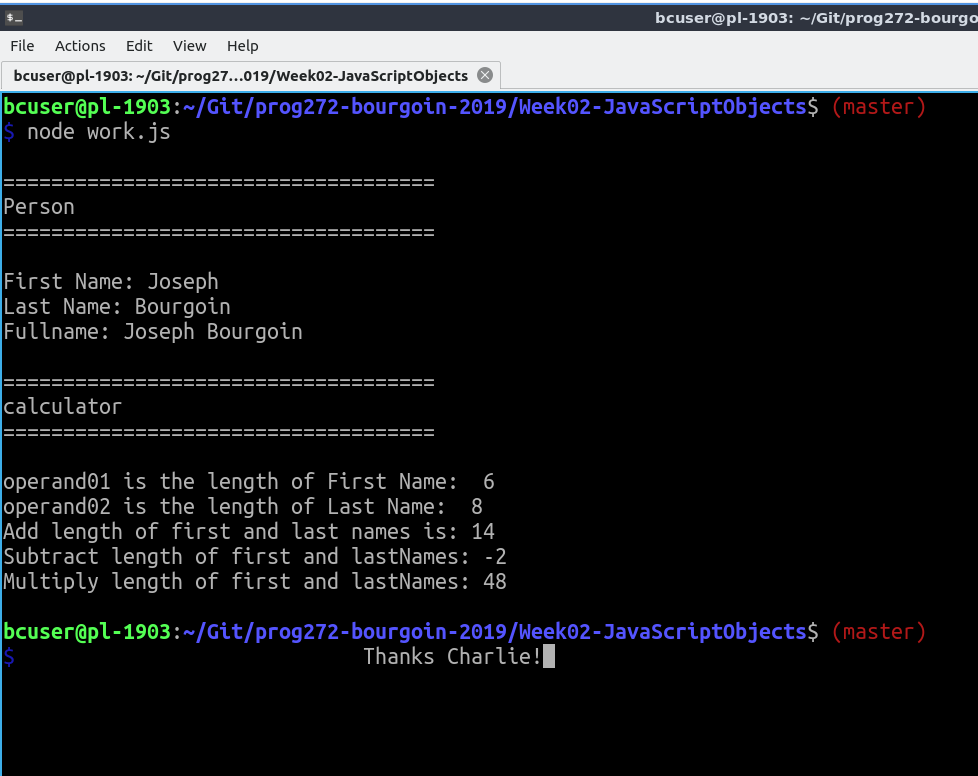 bcuser@pl-1903: ~/Git/prog272-bourgo
File Actions Edit View Help
bcuser@pl-1903: ~/Git/prog27...019/Week02-JavaScriptObjects
bcuser@pl-1903:~/Git/prog272-bourgoin-2019/Week02-JavaScriptObjects$ (master)
$ node work.js
====================================
Person
====================================
First Name: Joseph
Last Name: Bourgoin
Fullname: Joseph Bourgoin
====================================
calculator
====================================
operand01 is the length of First Name:  6
operand02 is the length of Last Name:  8
Add length of first and last names is: 14
Subtract length of first and lastNames: -2
Multiply length of first and lastNames: 48
bcuser@pl-1903:~/Git/prog272-bourgoin-2019/Week02-JavaScriptObjects$ (master)
$                             Thanks Charlie!